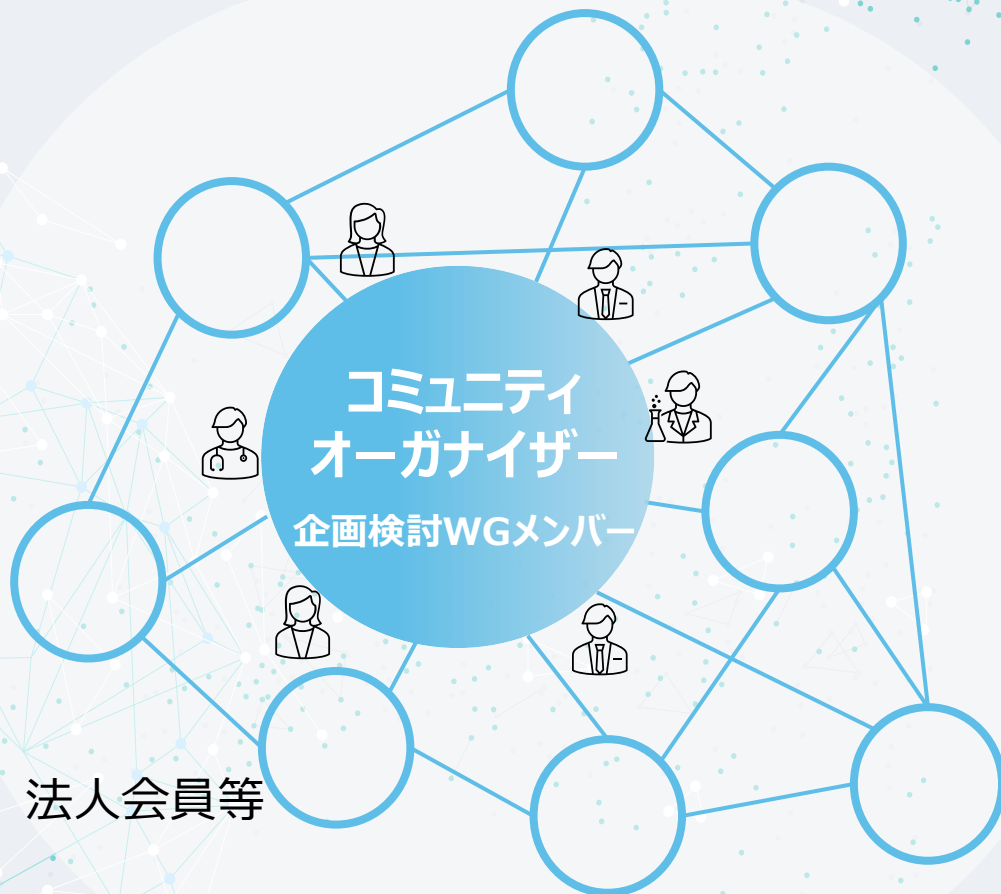 コミュニティ
オーガナイザー
企画検討WGメンバー
法人会員等